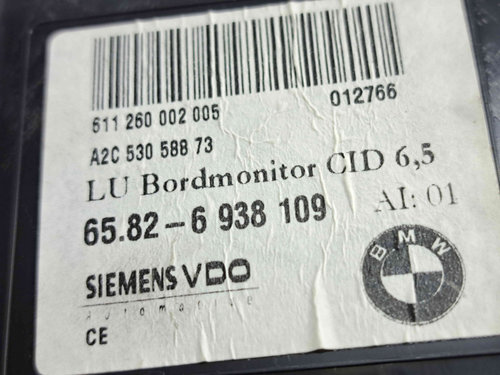 611 260 002 005
012766
A2C 530 588 73
LU Bordmonitor CID 6,5
65.82-6 938 109
AI: 01
SIEMENS VDO
Automotive
BMW
CE